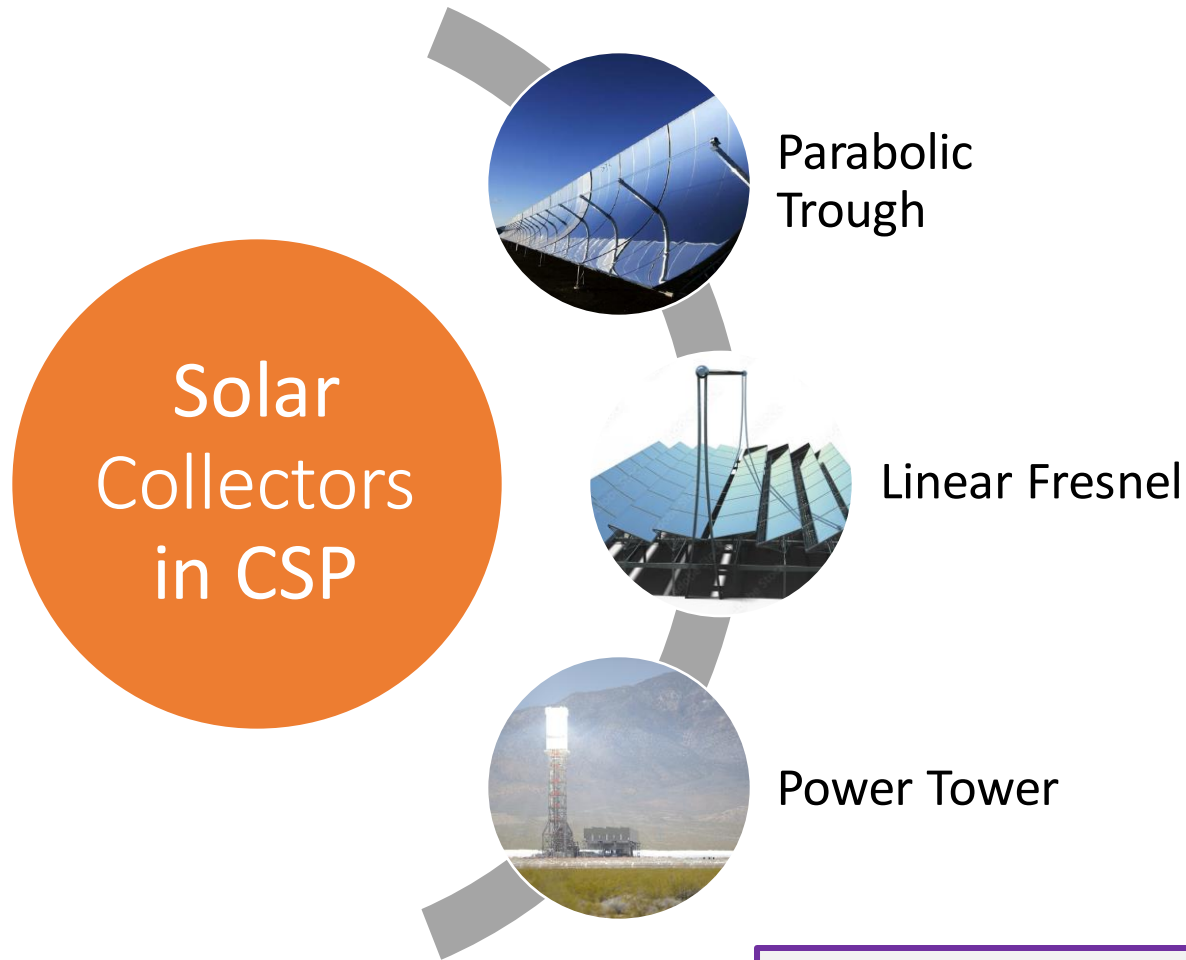 Solar
Collectors
in CSP
Parabolic
Trough
Linear Fresnel
Power Tower